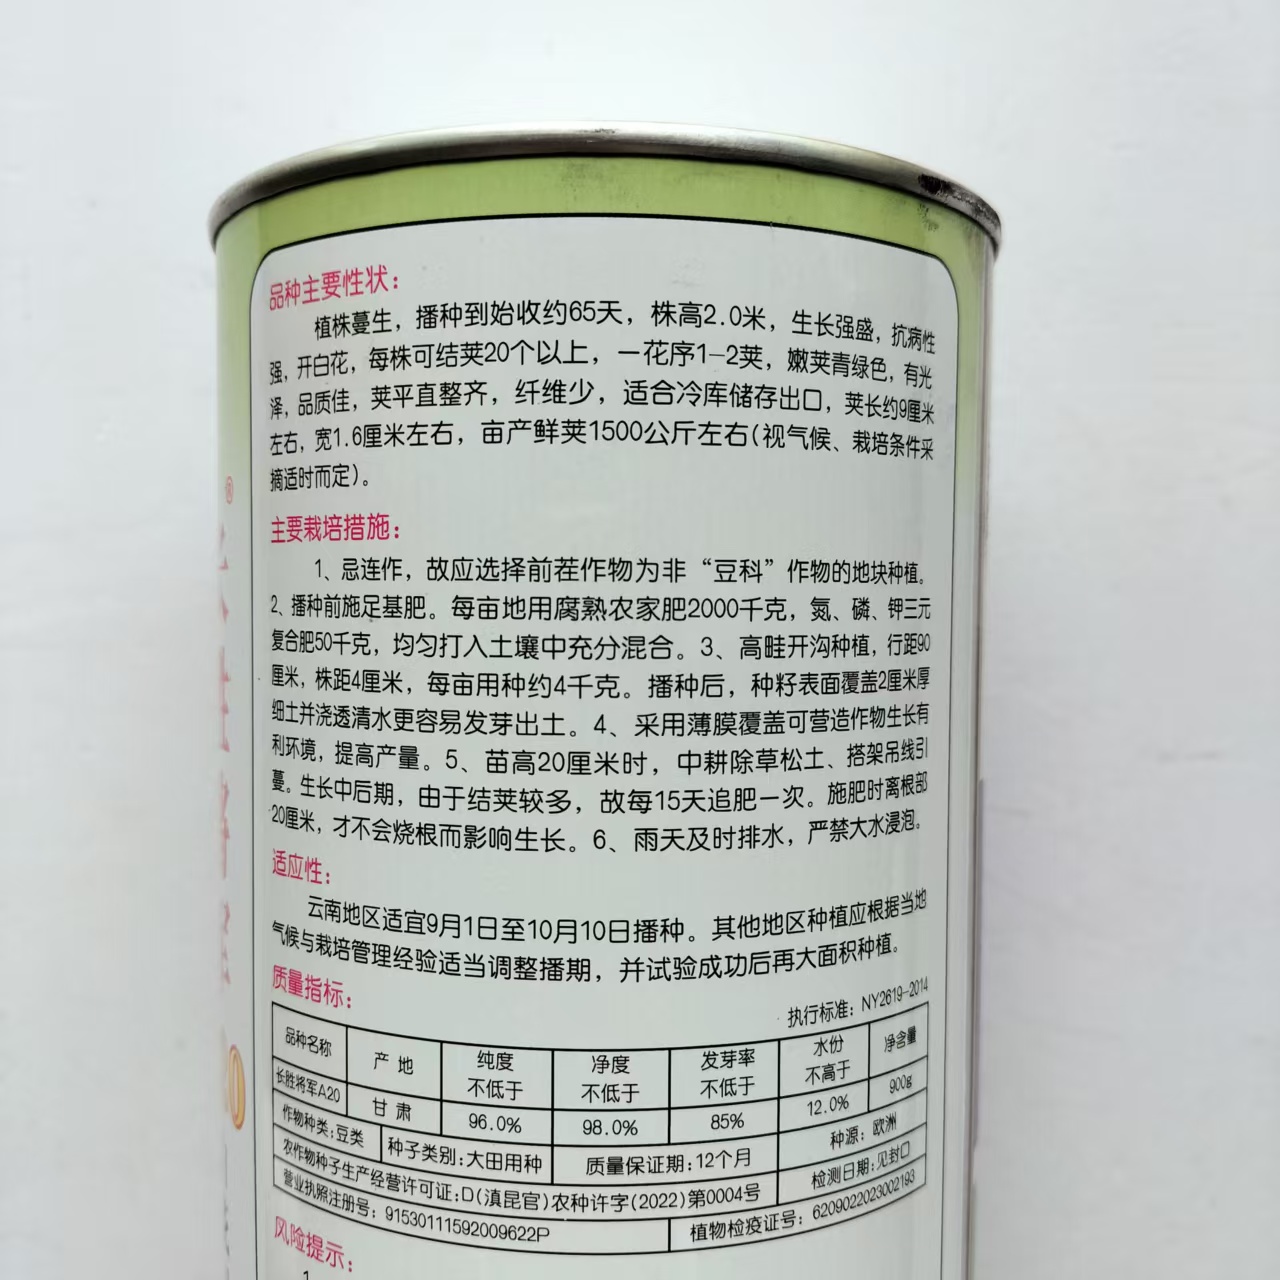 品种主要性状：
植株蔓生，播种到始收约65天，株高2.0米，生长强盛，抗病性
强，开白花，每株可结荚20个以上，一花序1-2荚，嫩荚青绿色，有光
泽，品质佳，荚平直整齐，纤维少，适合冷库储存出口，荚长约9厘米
左右，宽1.6厘米左右，亩产鲜荚1500公斤左右(视气候、栽培条件采
摘适时而定)。
主要栽培措施：
1、忌连作，故应选择前茬作物为非“豆科”作物的地块种植。
2、播种前施足基肥。每亩地用腐熟农家肥2000千克，氮、磷、钾三元
复合肥50千克，均匀打入土壤中充分混合。3、高畦开沟种植，行距90
厘米，株距4厘米，每亩用种约4千克。播种后，种籽表面覆盖2厘米厚
细土并浇透清水更容易发芽出土。4、采用薄膜覆盖可营造作物生长有
利环境，提高产量。5、苗高20厘米时，中耕除草松土、搭架吊线引
蔓。生长中后期，由于结荚较多，故每15天追肥一次。施肥时离根部
20厘米，才不会烧根而影响生长。6、雨天及时排水，严禁大水浸泡。
适应性：
云南地区适宜9月1日至10月10日播种。其他地区种植应根据当地
气候与栽培管理经验适当调整播期，并试验成功后再大面积种植。
质量指标：
执行标准：NY2619-2014
品种名称 产 地 纯度 不低于 净度 不低于 发芽率 不低于 水份 不高于 净含量
长胜将军A20 甘 肃 96.0% 98.0% 85% 12.0% 900g
作物种类:豆类 种子类别:大田用种 质量保证期:12个月 种源：欧洲
农作物种子生产经营许可证:D(滇昆官)农种许字(2022)第0004号 检测日期:见封口
营业执照注册号：91530111592009622P 植物检疫证号：6209022023002193
风险提示：